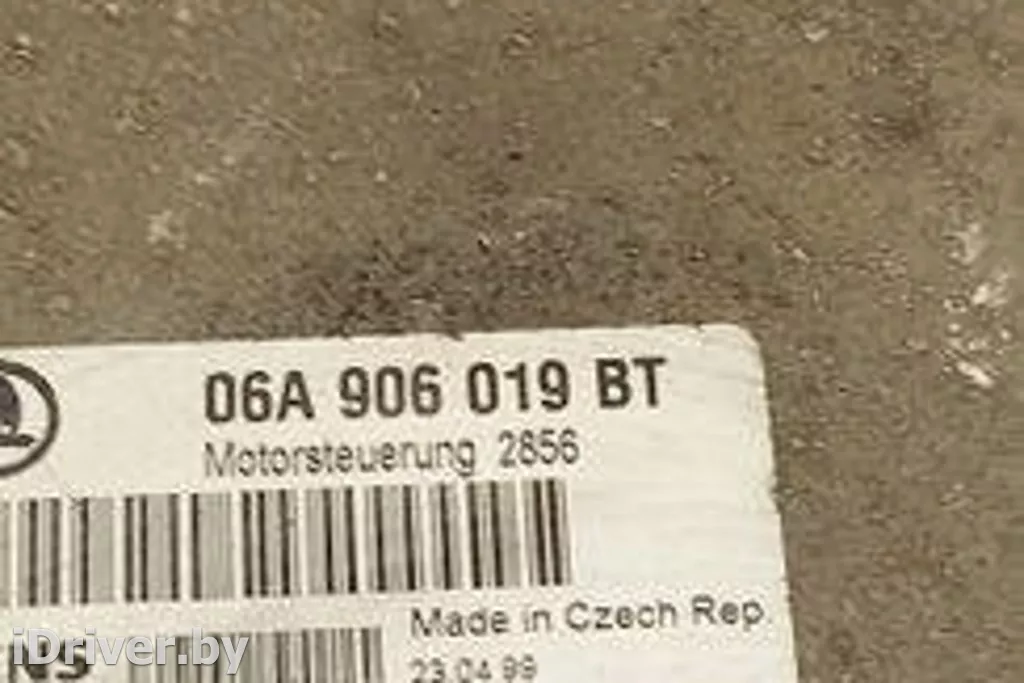 06A 906 019 BT
Motorsteuerung 2856
Made in Czech Rep.
23.04.99
iDriver.by